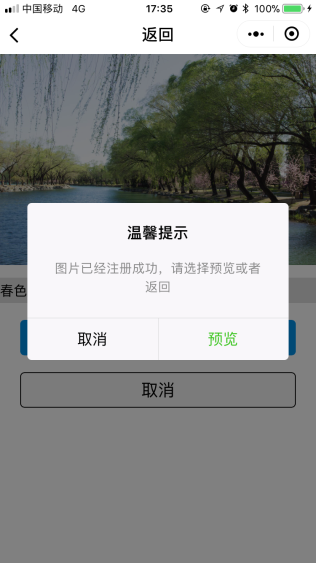 中国移动 4G 17:35 100%
返回
温馨提示
图片已经注册成功，请选择预览或者
返回
春色
取消 预览
取消